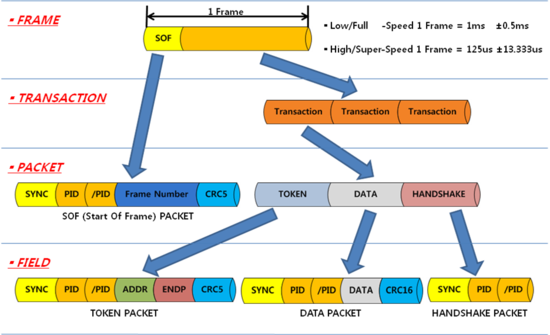 ▪ FRAME
1 Frame
SOF
▪ Low/Full -Speed 1 Frame = 1ms ±0.5ms
▪ High/Super-Speed 1 Frame = 125us ±13.333us
▪ TRANSACTION
Transaction Transaction Transaction
▪ PACKET
SYNC PID /PID Frame Number CRC5
TOKEN DATA HANDSHAKE
SOF (Start Of Frame) PACKET
▪ FIELD
SYNC PID /PID ADDR ENDP CRC5
SYNC PID /PID DATA CRC16
SYNC PID /PID
TOKEN PACKET
DATA PACKET
HANDSHAKE PACKET